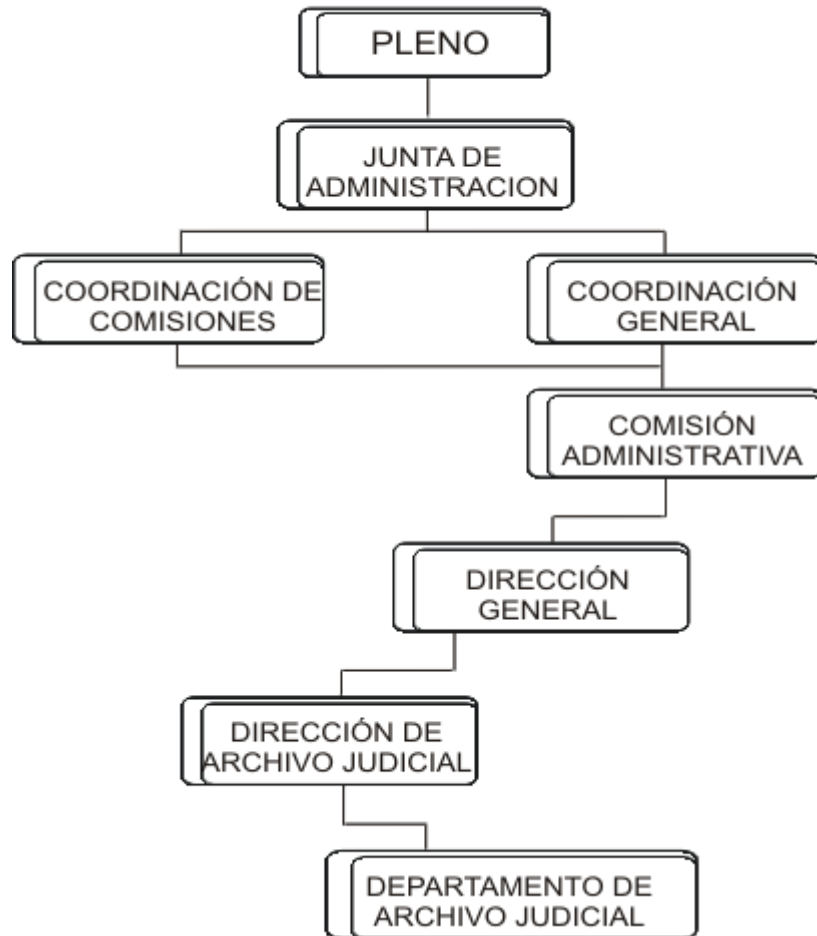 PLENO
JUNTA DE
ADMINISTRACION
COORDINACIÓN DE
COMISIONES
COORDINACIÓN
GENERAL
COMISIÓN
ADMINISTRATIVA
DIRECCIÓN
GENERAL
DIRECCIÓN DE
ARCHIVO JUDICIAL
DEPARTAMENTO DE
ARCHIVO JUDICIAL